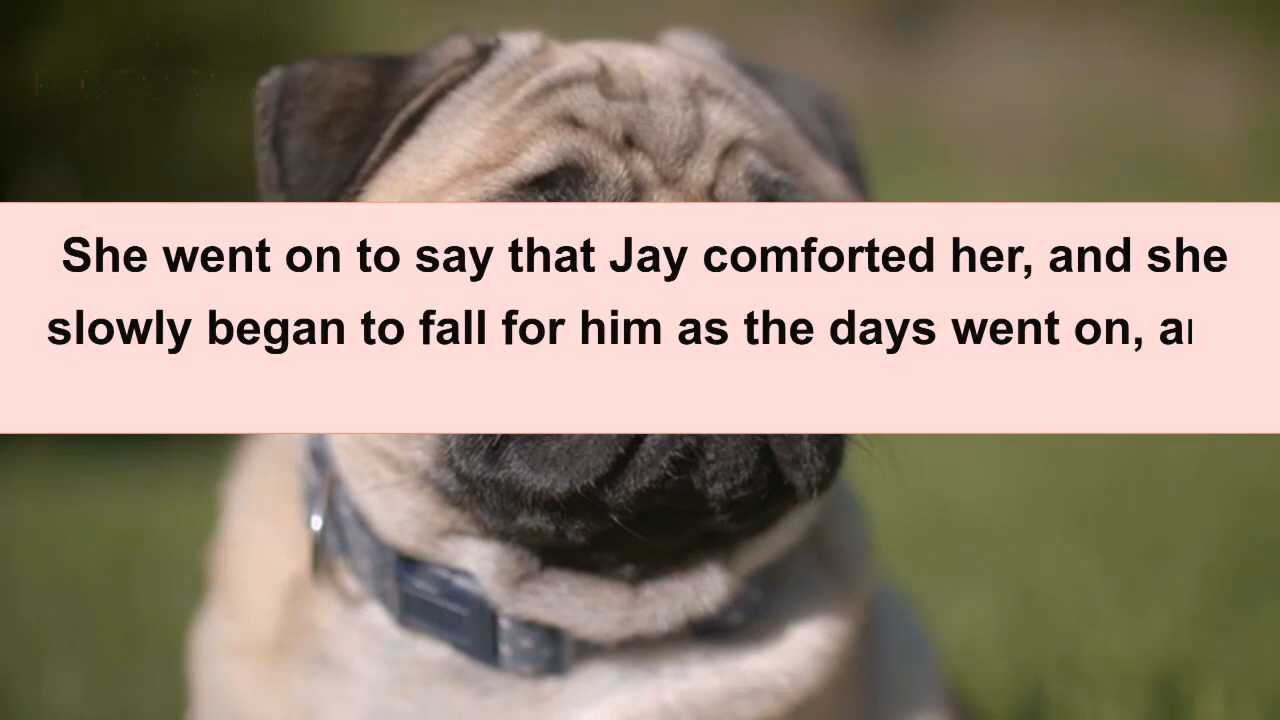 She went on to say that Jay comforted her, and she
slowly began to fall for him as the days went on,